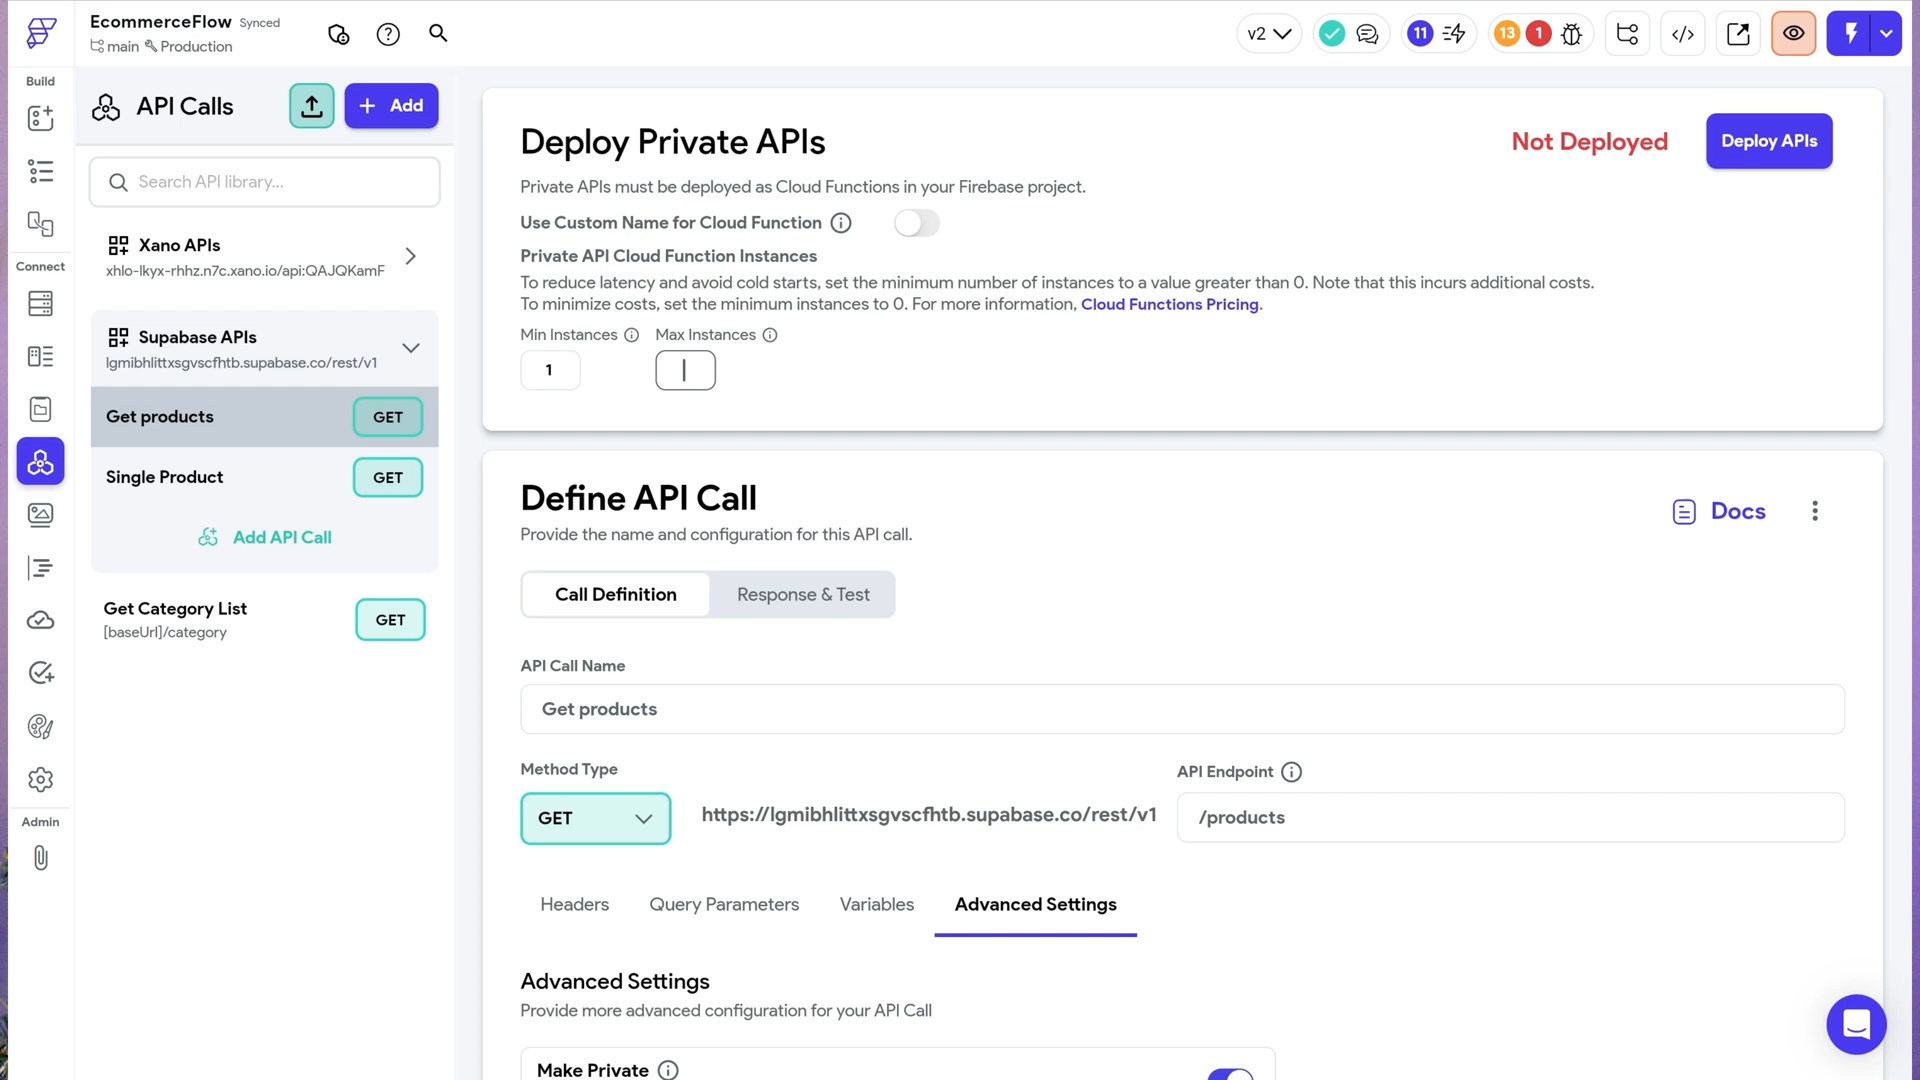 EcommerceFlow Synced
main Production
v2
11
13
1
Build
Connect
Admin
API Calls
+ Add
Search API library...
Xano APIs
xhlo-lkyx-rhhz.n7c.xano.io/api:QAJQKamF
Supabase APIs
lgmibhlittxsgvscfhtb.supabase.co/rest/v1
Get products GET
Single Product GET
Add API Call
Get Category List
[baseUrl]/category
GET
Deploy Private APIs
Not Deployed
Deploy APIs
Private APIs must be deployed as Cloud Functions in your Firebase project.
Use Custom Name for Cloud Function
Private API Cloud Function Instances
To reduce latency and avoid cold starts, set the minimum number of instances to a value greater than 0. Note that this incurs additional costs.
To minimize costs, set the minimum instances to 0. For more information, Cloud Functions Pricing.
Min Instances Max Instances
1
Define API Call
Docs
Provide the name and configuration for this API call.
Call Definition Response & Test
API Call Name
Get products
Method Type
API Endpoint
GET
https://lgmibhlittxsgvscfhtb.supabase.co/rest/v1
/products
Headers Query Parameters Variables Advanced Settings
Advanced Settings
Provide more advanced configuration for your API Call
Make Private